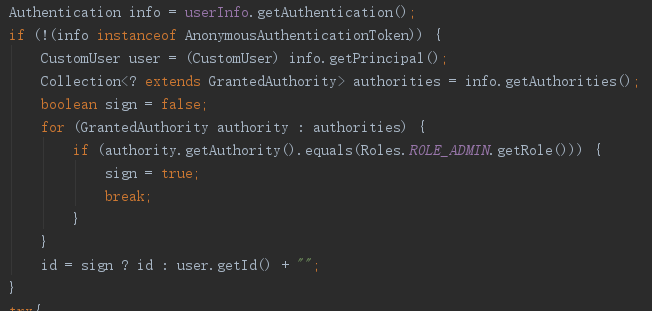 Authentication info = userInfo.getAuthentication();
if (!(info instanceof AnonymousAuthenticationToken)) {
CustomUser user = (CustomUser) info.getPrincipal();
Collection<? extends GrantedAuthority> authorities = info.getAuthorities();
boolean sign = false;
for (GrantedAuthority authority : authorities) {
if (authority.getAuthority().equals(Roles.ROLE_ADMIN.getRole())) {
sign = true;
break;
}
}
id = sign ? id : user.getId() + "";
}
try{